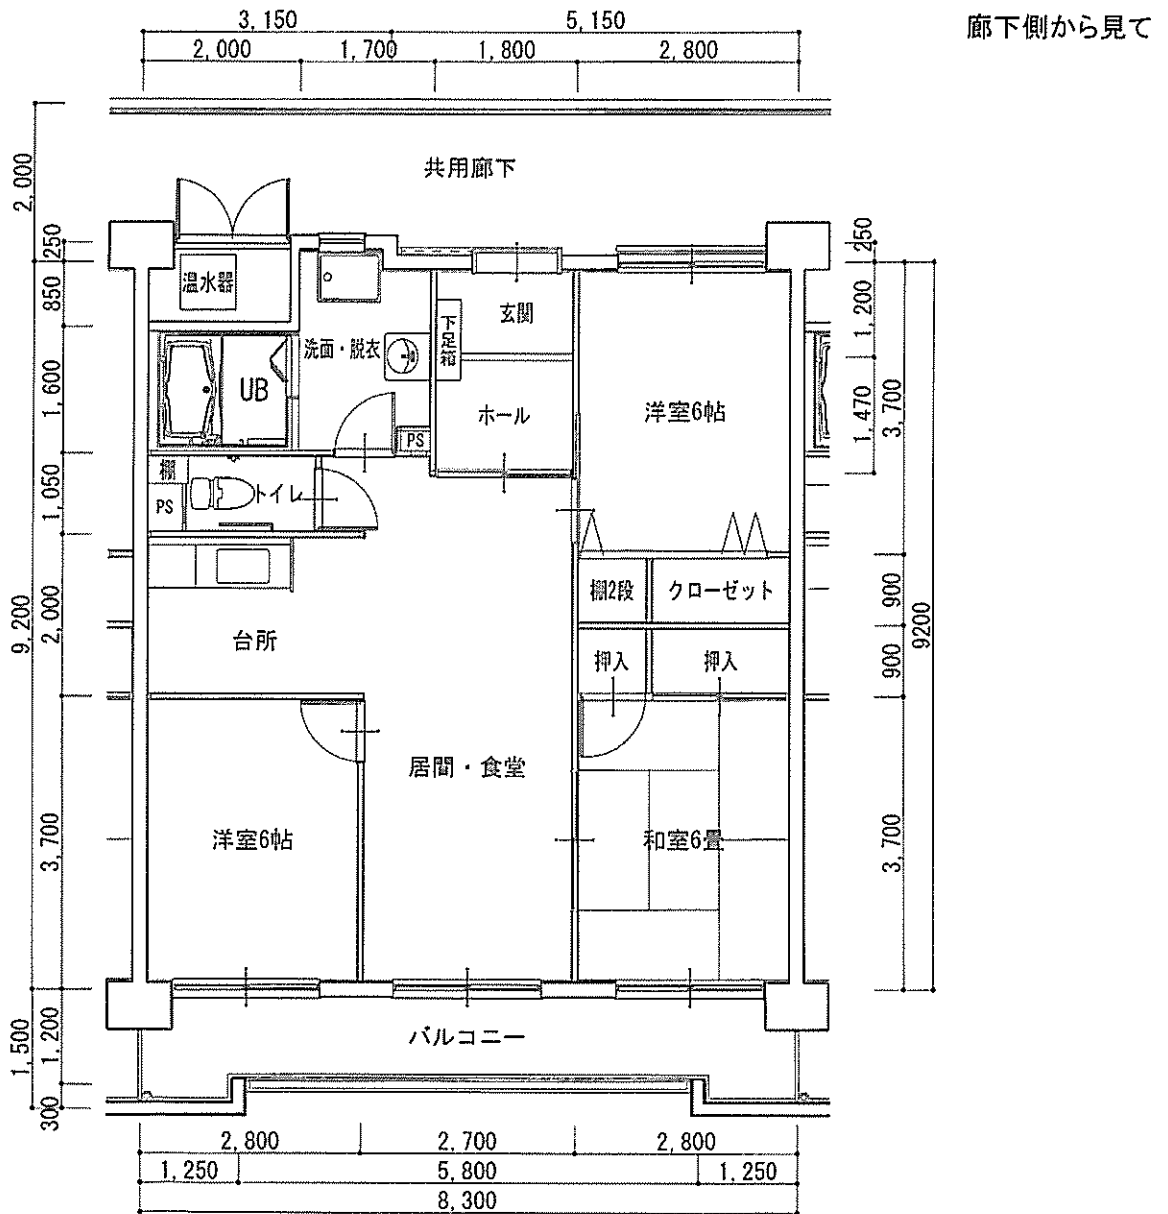 3,150
5,150
廊下側から見て
2,000
1,700
1,800
2,800
共用廊下
2,000
250
250
温水器
850
玄関
下足箱
洗面・脱衣
1,200
UB
1,600
ホール
洋室6帖
1,470
3,700
PS
棚
トイレ
PS
1,050
棚2段
クローゼット
900
9,200
2,000
台所
9200
押入
押入
900
居間・食堂
3,700
洋室6帖
和室6畳
3,700
バルコニー
1,500
1,200
300
2,800
2,700
2,800
1,250
5,800
1,250
8,300